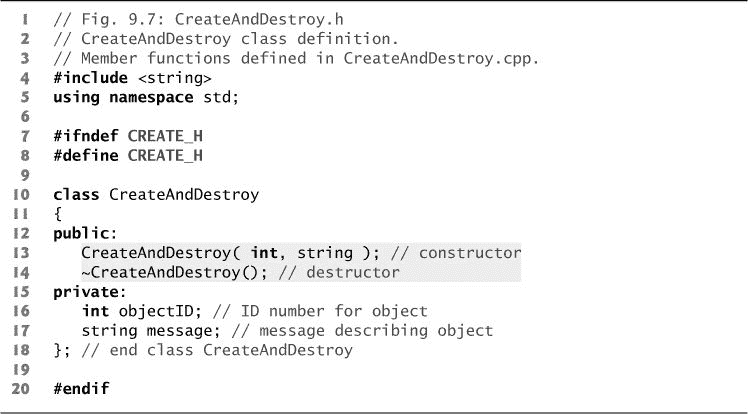 1 // Fig. 9.7: CreateAndDestroy.h
2 // CreateAndDestroy class definition.
3 // Member functions defined in CreateAndDestroy.cpp.
4 #include <string>
5 using namespace std;
6
7 #ifndef CREATE_H
8 #define CREATE_H
9
10 class CreateAndDestroy
11 {
12 public:
13 CreateAndDestroy( int, string ); // constructor
14 ~CreateAndDestroy(); // destructor
15 private:
16 int objectID; // ID number for object
17 string message; // message describing object
18 }; // end class CreateAndDestroy
19
20 #endif